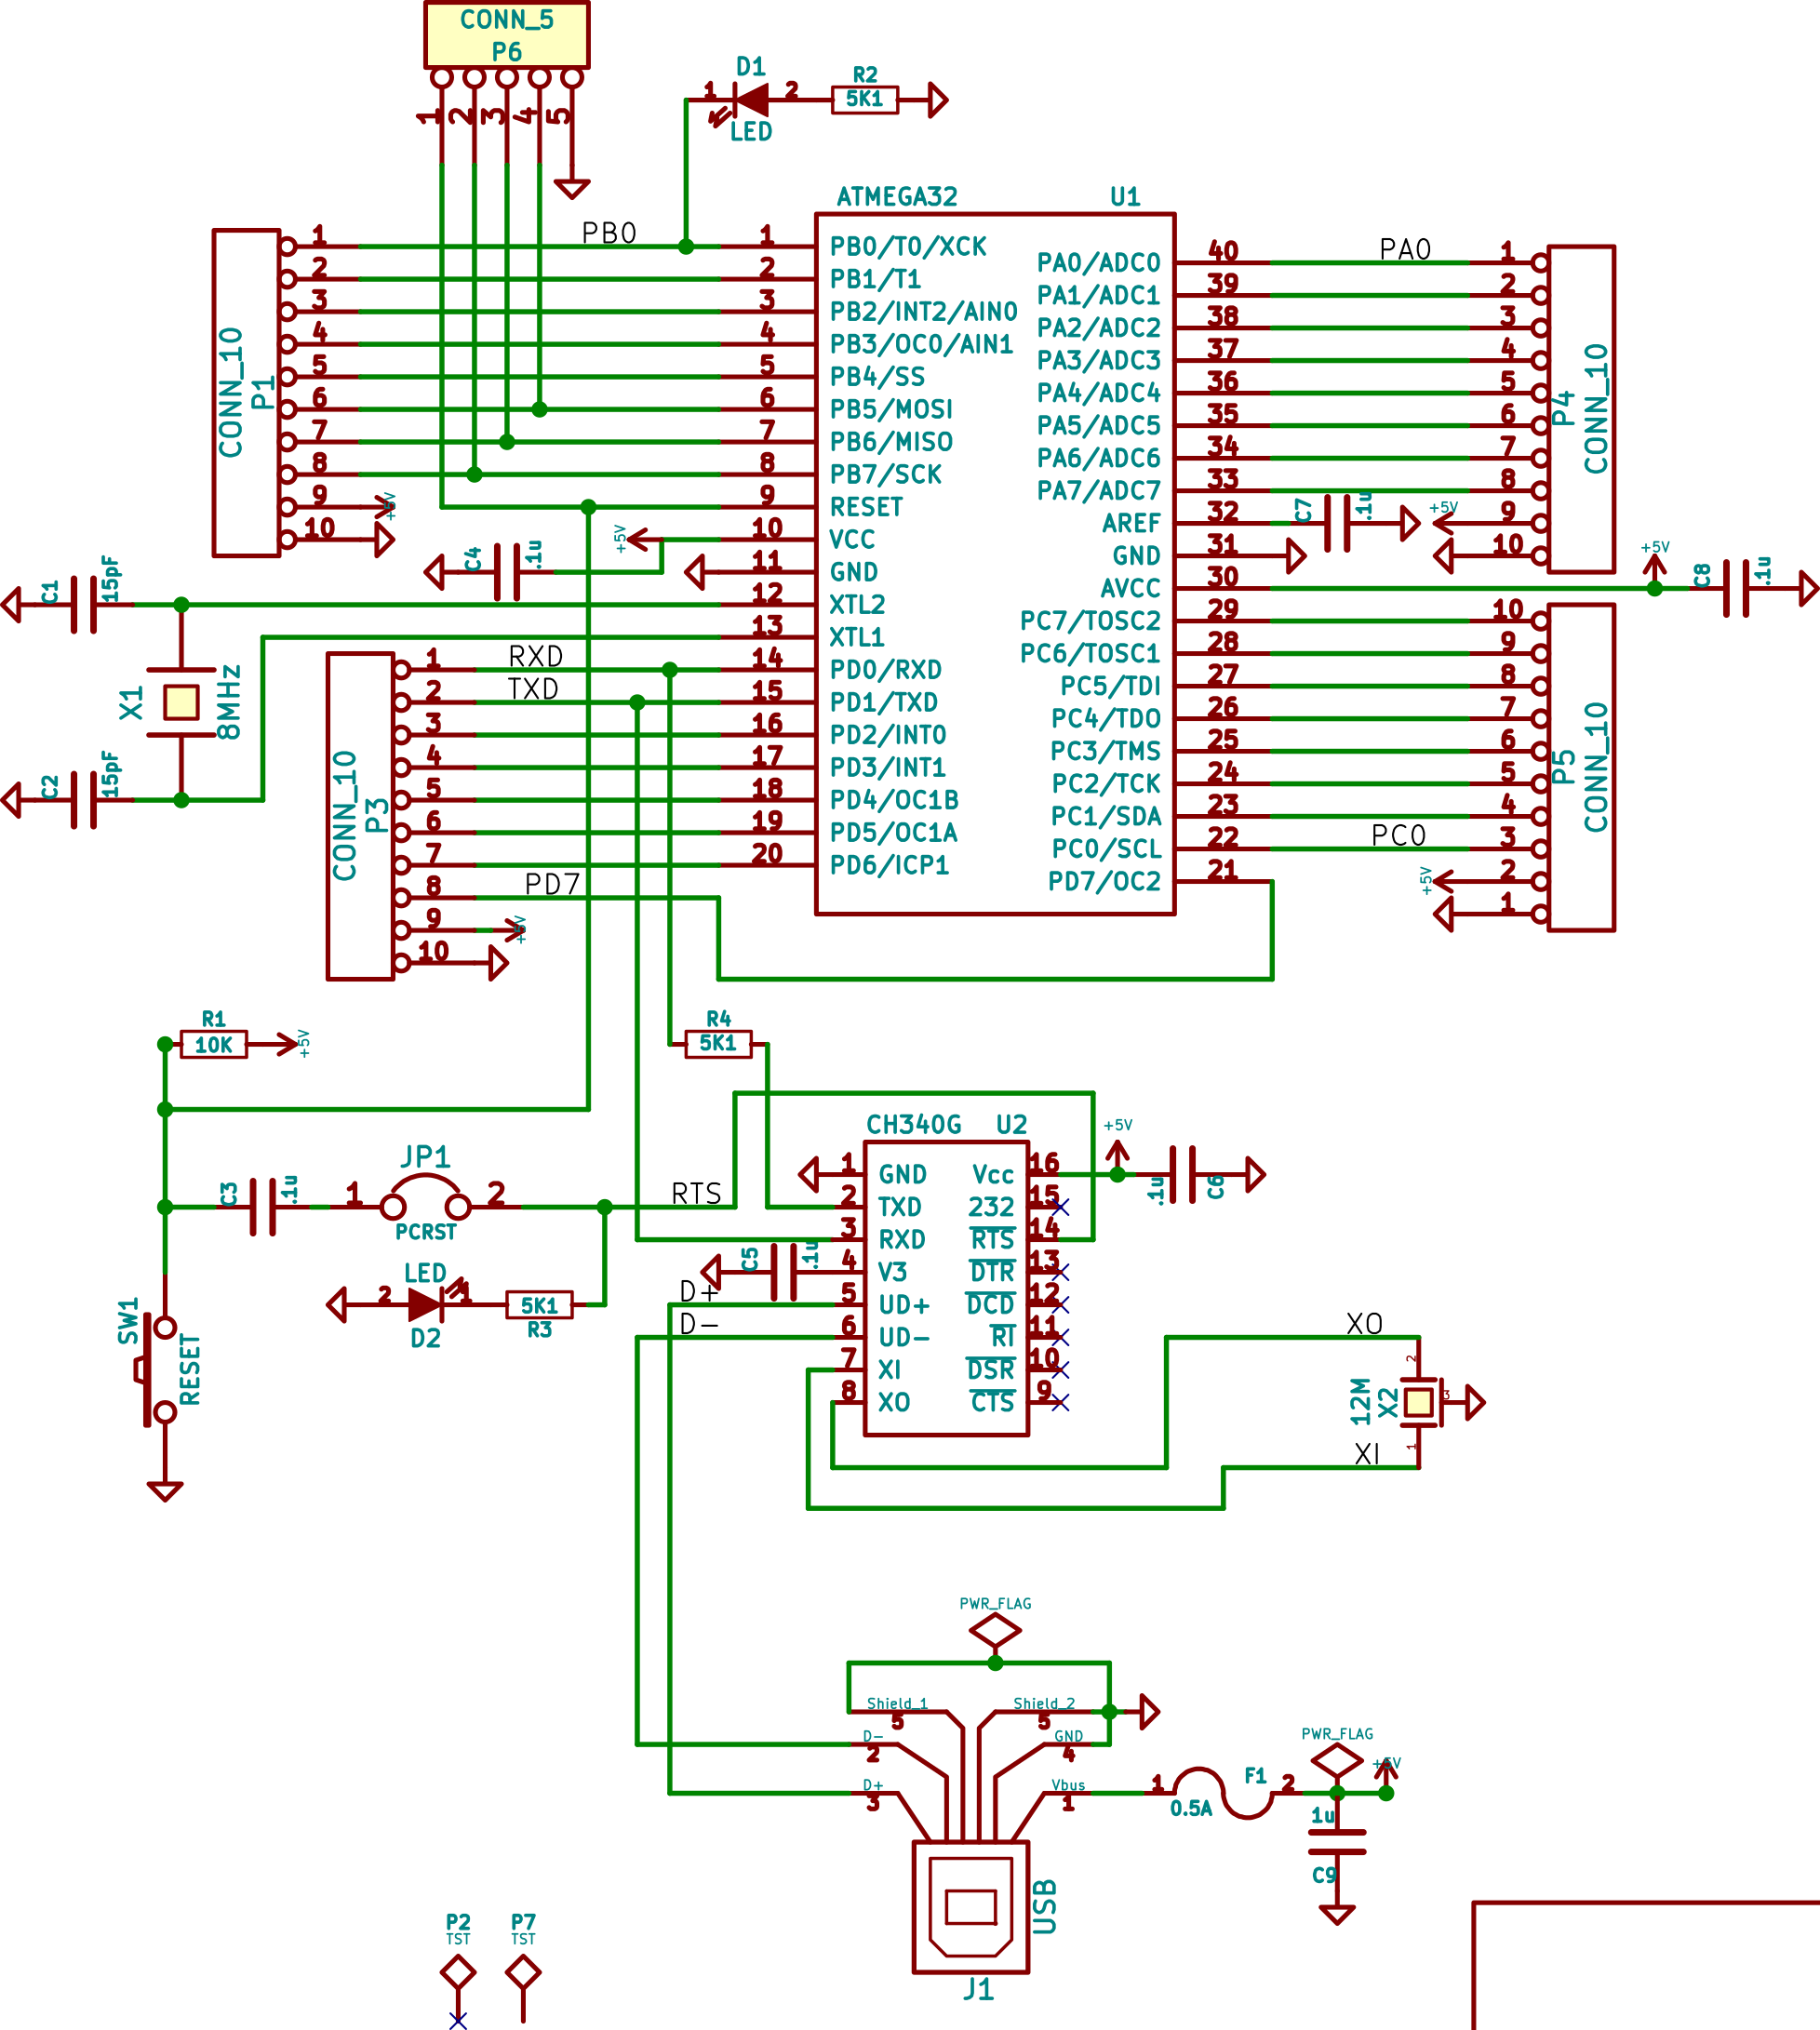 CONN_5
P6
1 2 3 4 5
D1
1 2
LED
R2
5K1
ATMEGA32 U1
PB0
CONN_10
P1
1
2
3
4
5
6
7
8
9
10
+5V
1 PB0/T0/XCK
2 PB1/T1
3 PB2/INT2/AIN0
4 PB3/OC0/AIN1
5 PB4/SS
6 PB5/MOSI
7 PB6/MISO
8 PB7/SCK
9 RESET
10 VCC
11 GND
12 XTL2
13 XTL1
14 PD0/RXD
15 PD1/TXD
16 PD2/INT0
17 PD3/INT1
18 PD4/OC1B
19 PD5/OC1A
20 PD6/ICP1
PA0/ADC0 40
PA1/ADC1 39
PA2/ADC2 38
PA3/ADC3 37
PA4/ADC4 36
PA5/ADC5 35
PA6/ADC6 34
PA7/ADC7 33
AREF 32
GND 31
AVCC 30
PC7/TOSC2 29
PC6/TOSC1 28
PC5/TDI 27
PC4/TDO 26
PC3/TMS 25
PC2/TCK 24
PC1/SDA 23
PC0/SCL 22
PD7/OC2 21
PA0
1
2
3
4
5
6
7
8
9
10
P4
CONN_10
C7
.1u
+5V
+5V
C8
.1u
10
9
8
7
6
5
4
3
2
1
PC0
+5V
P5
CONN_10
C4
.1u
+5V
C1
15pF
X1
8MHz
C2
15pF
RXD
TXD
PD7
1
2
3
4
5
6
7
8
9
10
+5V
CONN_10
P3
R1
10K
+5V
R4
5K1
C3
.1u
JP1
1 2
PCRST
RTS
LED
2 1
D2
5K1
R3
SW1
RESET
CH340G U2
1 GND
2 TXD
3 RXD
4 V3
5 UD+
6 UD-
7 XI
8 XO
Vcc 16
232 15
RTS 14
DTR 13
DCD 12
RI 11
DSR 10
CTS 9
+5V
.1u
C6
C5
.1u
D+
D-
XO
2
12M
X2
3
1
XI
PWR_FLAG
Shield_1 Shield_2
5 5
D- GND
2 4
D+ Vbus
3 1
USB
J1
1 F1 2
0.5A
PWR_FLAG
+5V
1u
C9
P2 P7
TST TST